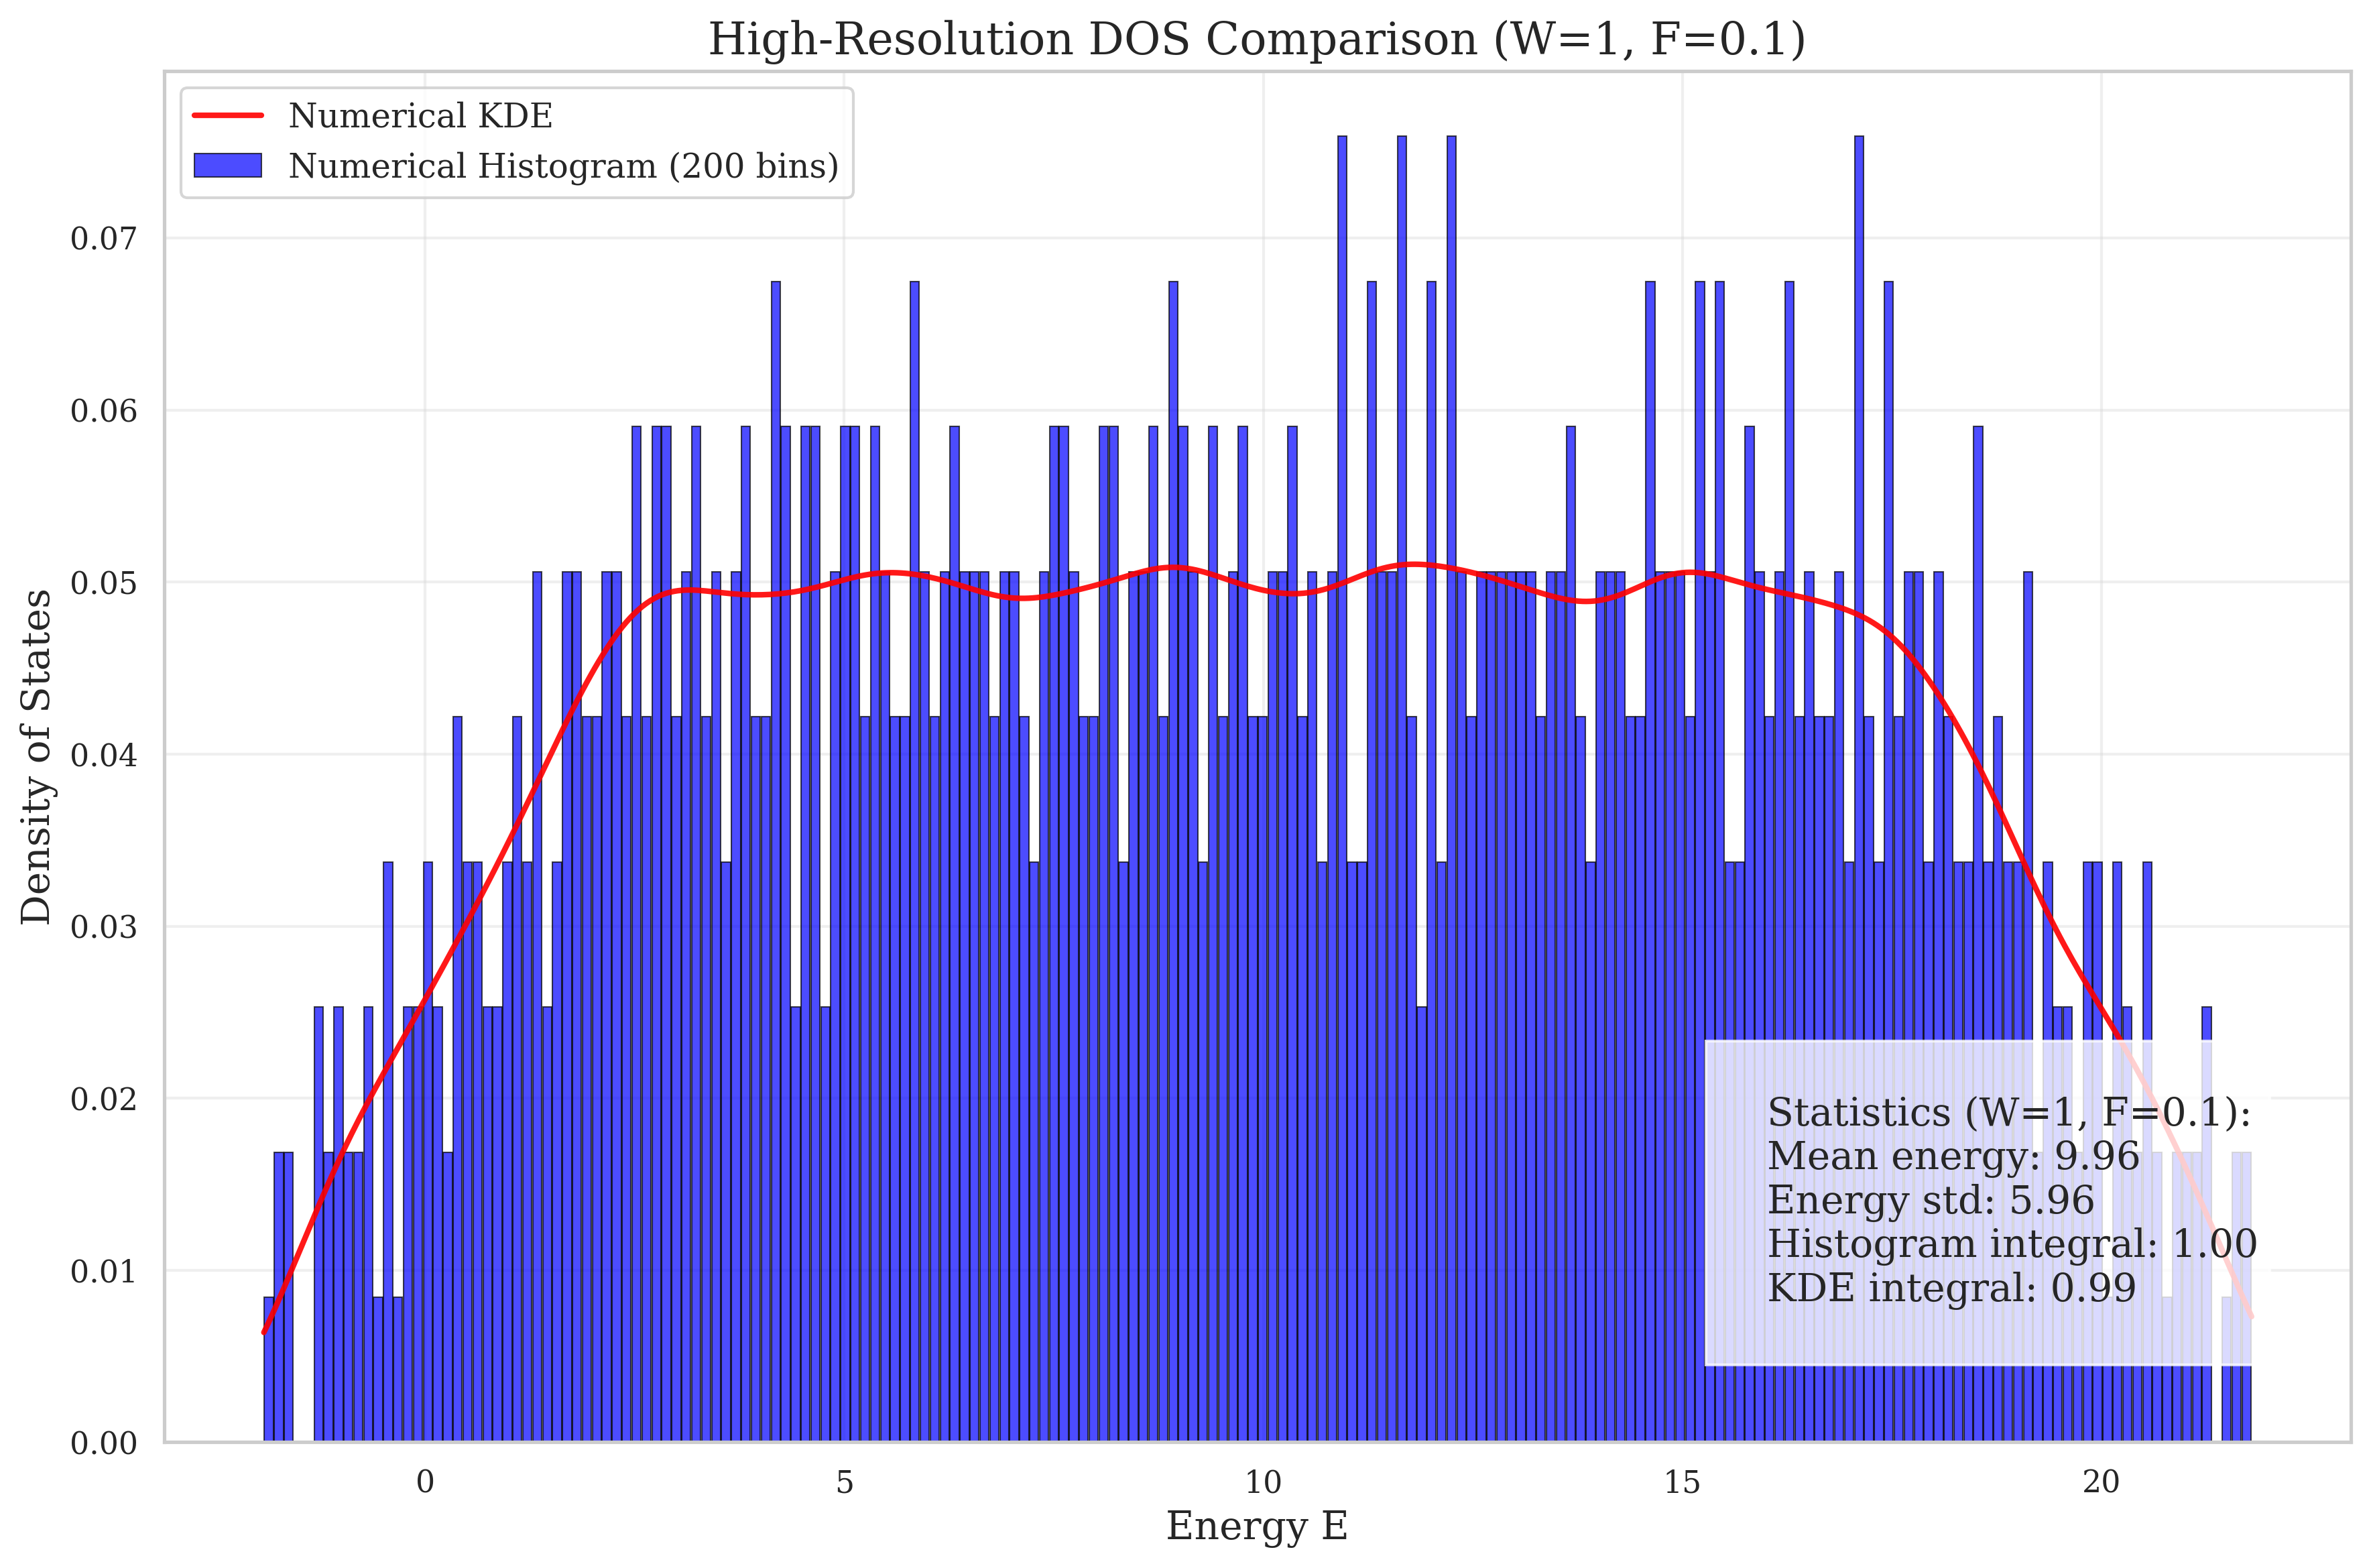 High-Resolution DOS Comparison (W=1, F=0.1)
Numerical KDE
Numerical Histogram (200 bins)
Density of States
0.07
0.06
0.05
0.04
0.03
0.02
0.01
0.00
Statistics (W=1, F=0.1):
Mean energy: 9.96
Energy std: 5.96
Histogram integral: 1.00
KDE integral: 0.99
0 5 10 15 20
Energy E